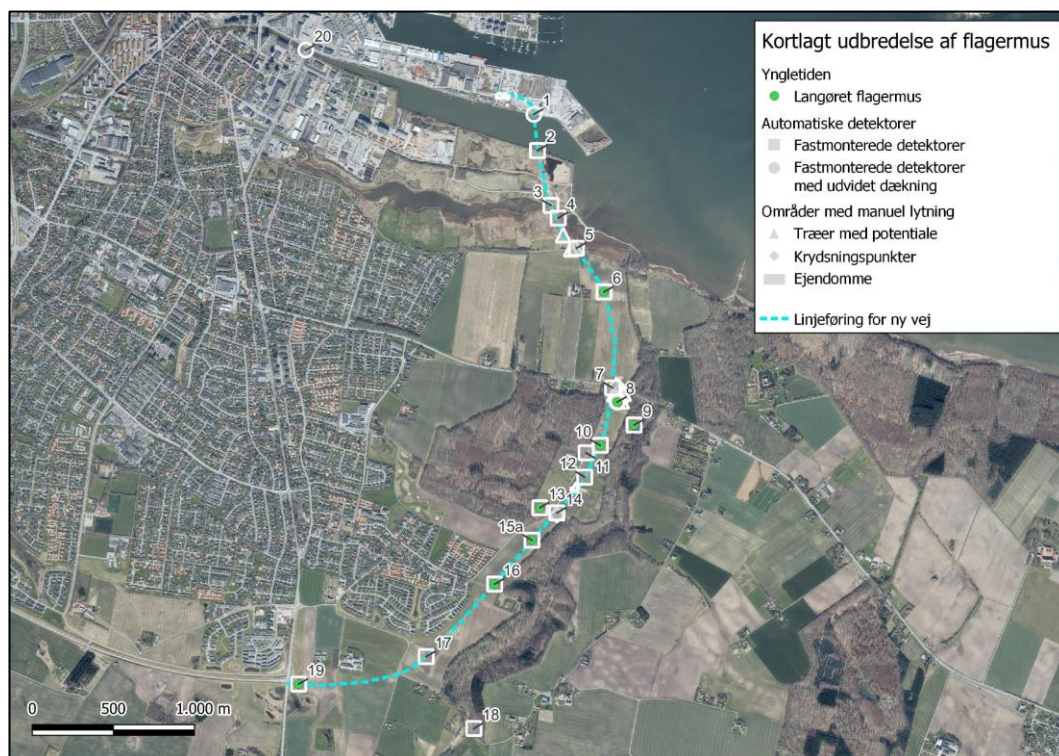 Kortlagt udbredelse af flagermus
Yngletiden
Langøret flagermus
Automatiske detektorer
Fastmonterede detektorer
Fastmonterede detektorer
med udvidet dækning
Områder med manuel lytning
Træer med potentiale
Krydsningspunkter
Ejendomme
Linjeføring for ny vej
20
1
2
3
4
5
6
7
8
9
10
11
12
13
14
15a
16
17
19
18
0 500 1.000 m